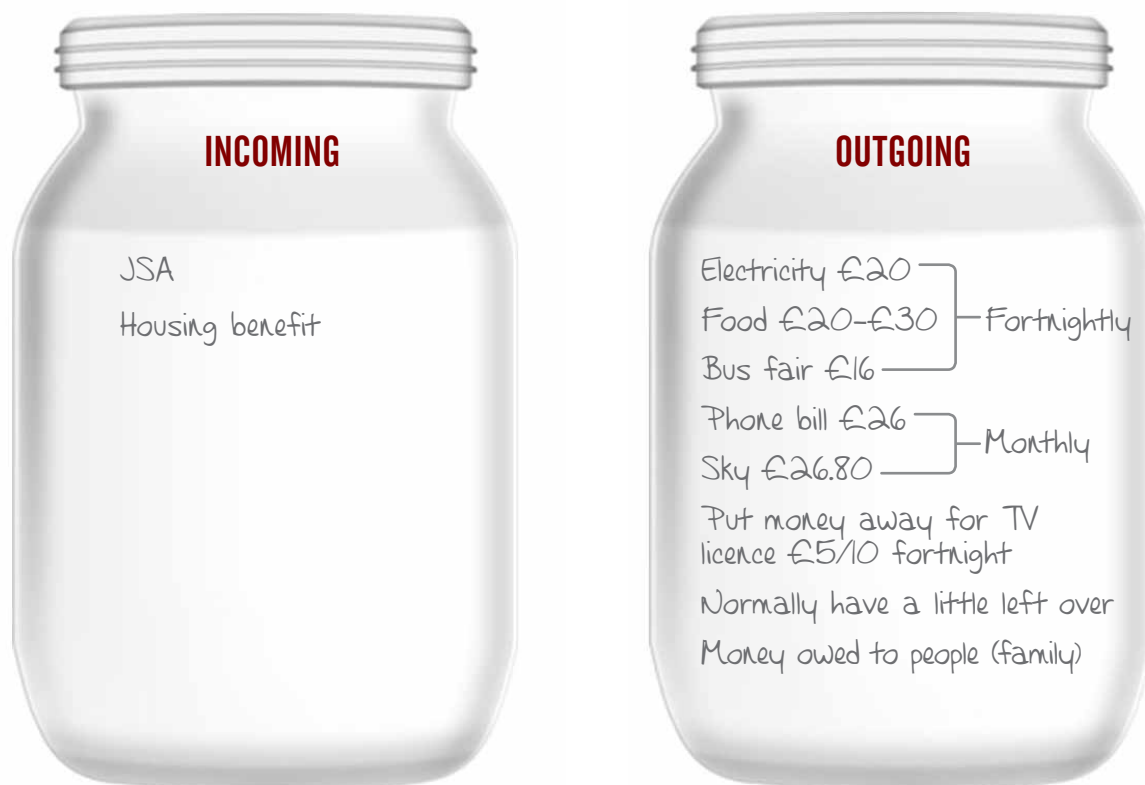 INCOMING
JSA
Housing benefit
OUTGOING
Electricity £20
Food £20-£30
Bus fair £16
Fortnightly
Phone bill £26
Sky £26.80
Monthly
Put money away for TV
licence £5/10 fortnight
Normally have a little left over
Money owed to people (family)